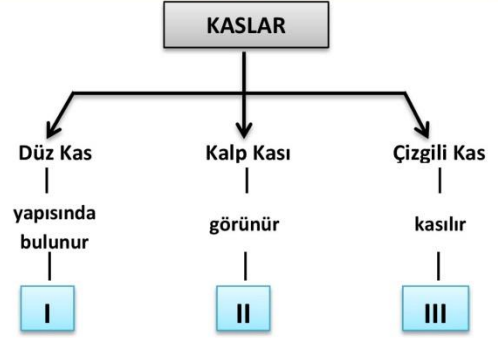 KASLAR
Düz Kas
Kalp Kası
Çizgili Kas
yapısında
bulunur
görünür
kasılır
I
II
III